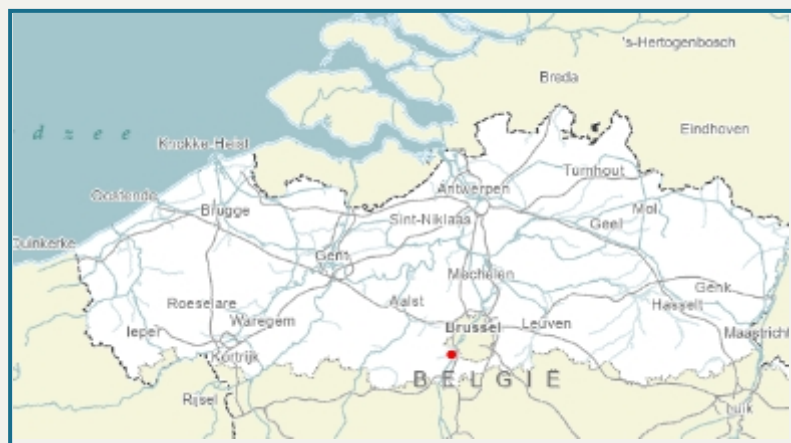 's-Hertogenbosch
Breda
d z e e
Eindhoven
Knokke-Heist
Turnhout
Oostende
Antwerpen
Mol
Brugge
Sint-Niklaas
Geel
Duinkerke
Gent
Mechelen
Genk
Roeselare
Aalst
Hasselt
Waregem
Brussel
Leuven
Ieper
Maastricht
Kortrijk
BELGIË
Rijsel
Luik